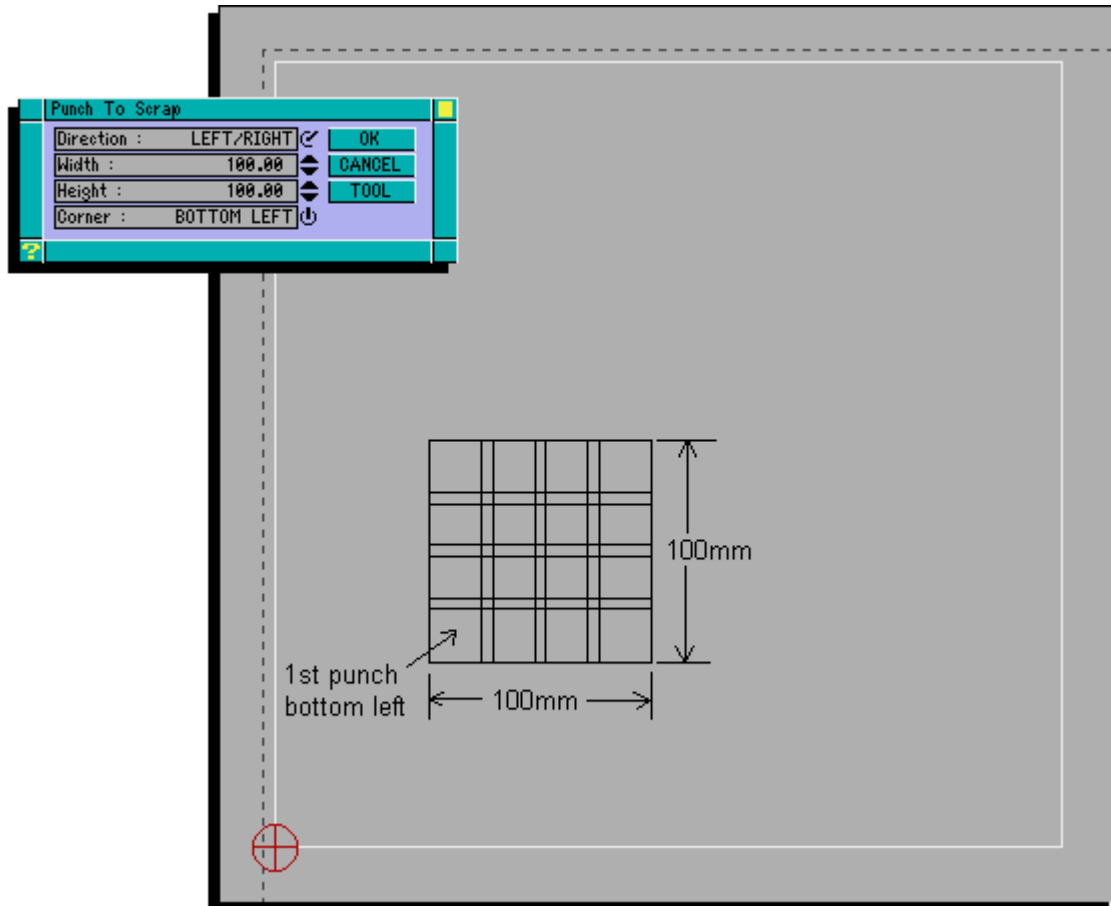 Punch To Scrap
Direction : LEFT/RIGHT OK
Width : 100.00 CANCEL
Height : 100.00 TOOL
Corner : BOTTOM LEFT
?
100mm
1st punch
bottom left
100mm